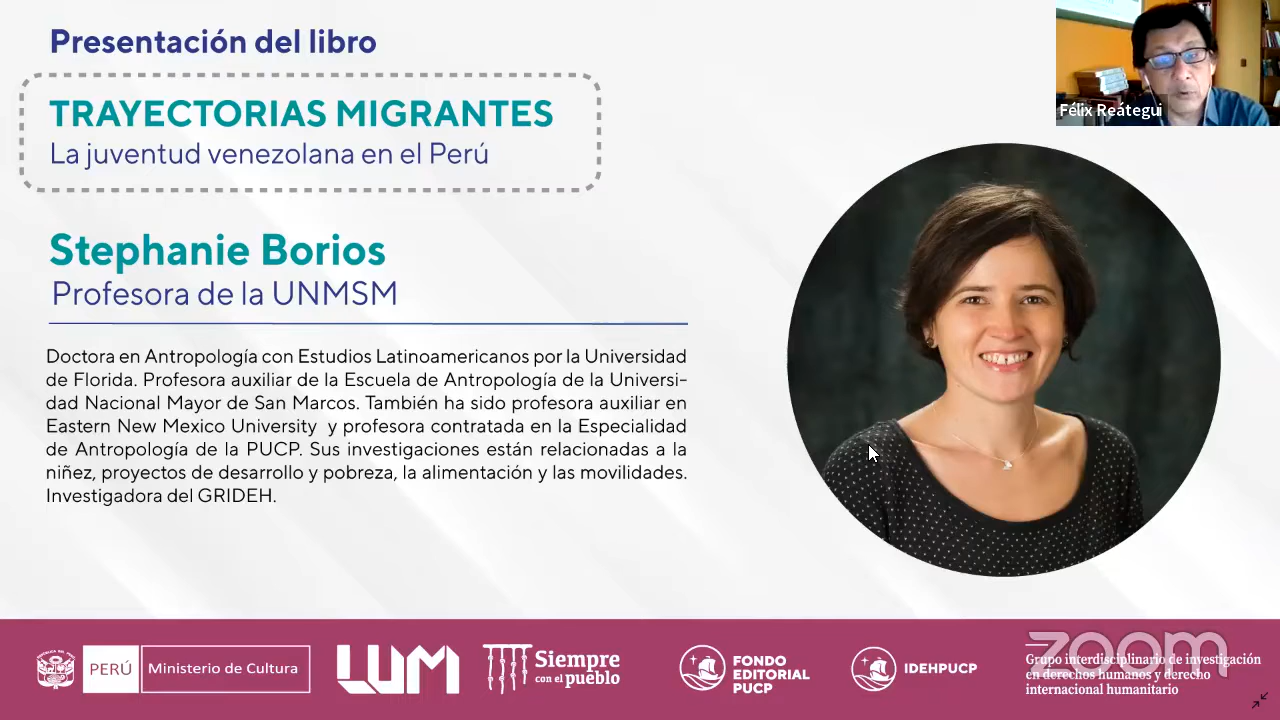 Presentación del libro
TRAYECTORIAS MIGRANTES
La juventud venezolana en el Perú
Félix Reátegui
Stephanie Borios
Profesora de la UNMSM
Doctora en Antropología con Estudios Latinoamericanos por la Universidad
de Florida. Profesora auxiliar de la Escuela de Antropología de la Universi-
dad Nacional Mayor de San Marcos. También ha sido profesora auxiliar en
Eastern New Mexico University y profesora contratada en la Especialidad
de Antropología de la PUCP. Sus investigaciones están relacionadas a la
niñez, proyectos de desarrollo y pobreza, la alimentación y las movilidades.
Investigadora del GRIDEH.
PERÚ
Ministerio de Cultura
LUM
Siempre
con el pueblo
FONDO
EDITORIAL
PUCP
IDEHPUCP
zoom
Grupo interdisciplinario de investigación
en derechos humanos y derecho
internacional humanitario